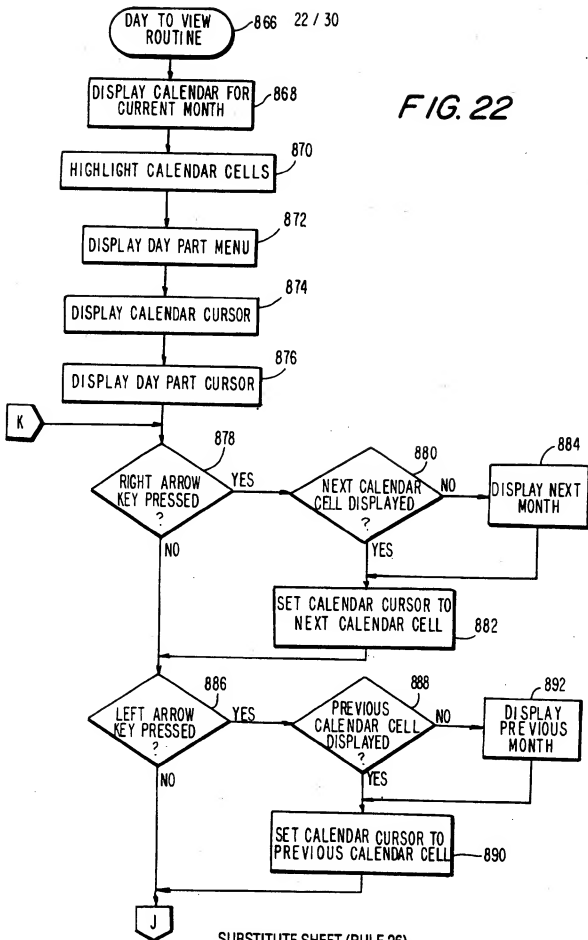 DAY TO VIEW
ROUTINE
866
22 / 30
DISPLAY CALENDAR FOR
CURRENT MONTH
868
FIG. 22
870
HIGHLIGHT CALENDAR CELLS
872
DISPLAY DAY PART MENU
874
DISPLAY CALENDAR CURSOR
876
DISPLAY DAY PART CURSOR
K
878
RIGHT ARROW
KEY PRESSED
?
YES
NO
880
NEXT CALENDAR
CELL DISPLAYED
?
NO
YES
884
DISPLAY NEXT
MONTH
SET CALENDAR CURSOR TO
NEXT CALENDAR CELL
882
886
LEFT ARROW
KEY PRESSED
?
YES
NO
888
PREVIOUS
CALENDAR CELL
DISPLAYED
?
NO
YES
892
DISPLAY
PREVIOUS
MONTH
SET CALENDAR CURSOR TO
PREVIOUS CALENDAR CELL
890
J
SUBSTITUTE SHEET (RULE 26)